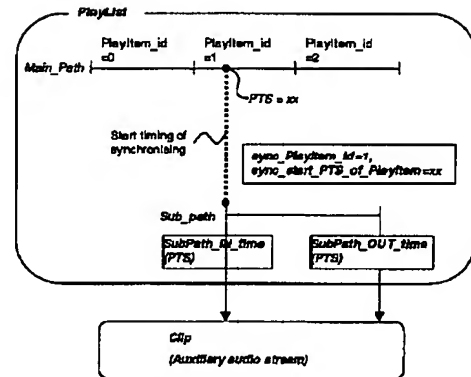 PlayList
PlayItem_id
=0
PlayItem_id
=1
PlayItem_id
=2
Main_Path
PTS = xx
Start timing of
synchronising
sync_PlayItem_id=1,
sync_start_PTS_of_PlayItem=xx
Sub_path
SubPath_IN_time
(PTS)
SubPath_OUT_time
(PTS)
Clip
(Auxiliary audio stream)